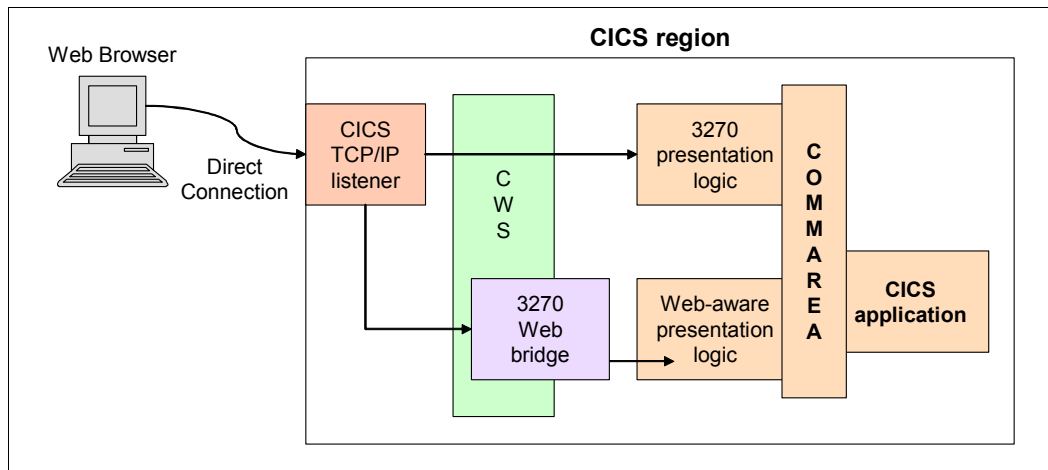 CICS region
Web Browser
Direct
Connection
CICS
TCP/IP
listener
C
W
S
3270
presentation
logic
3270
Web
bridge
Web-aware
presentation
logic
C
O
M
M
A
R
E
A
CICS
application